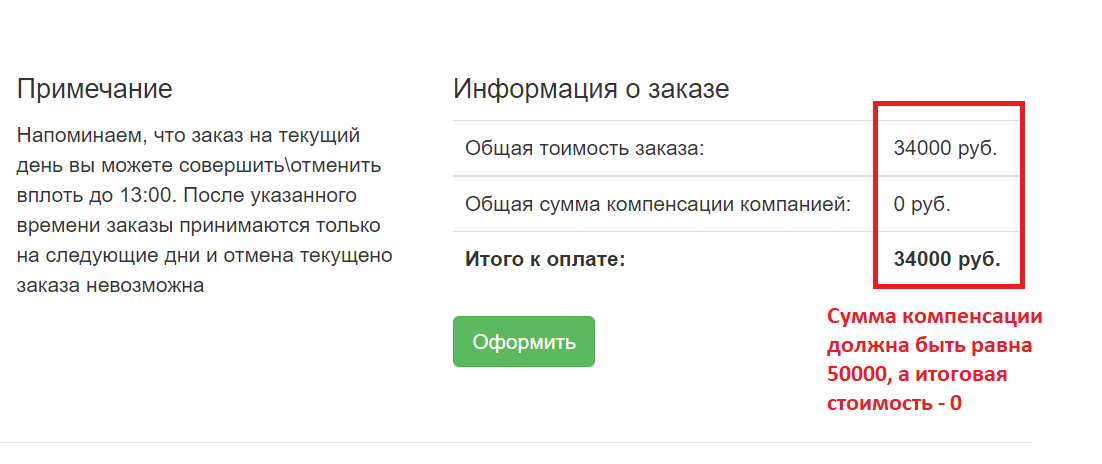 Примечание
Напоминаем, что заказ на текущий
день вы можете совершить\отменить
вплоть до 13:00. После указанного
времени заказы принимаются только
на следующие дни и отмена текущено
заказа невозможна
Информация о заказе
Общая тоимость заказа: 34000 руб.
Общая сумма компенсации компанией: 0 руб.
Итого к оплате: 34000 руб.
Оформить
Сумма компенсации
должна быть равна
50000, а итоговая
стоимость - 0